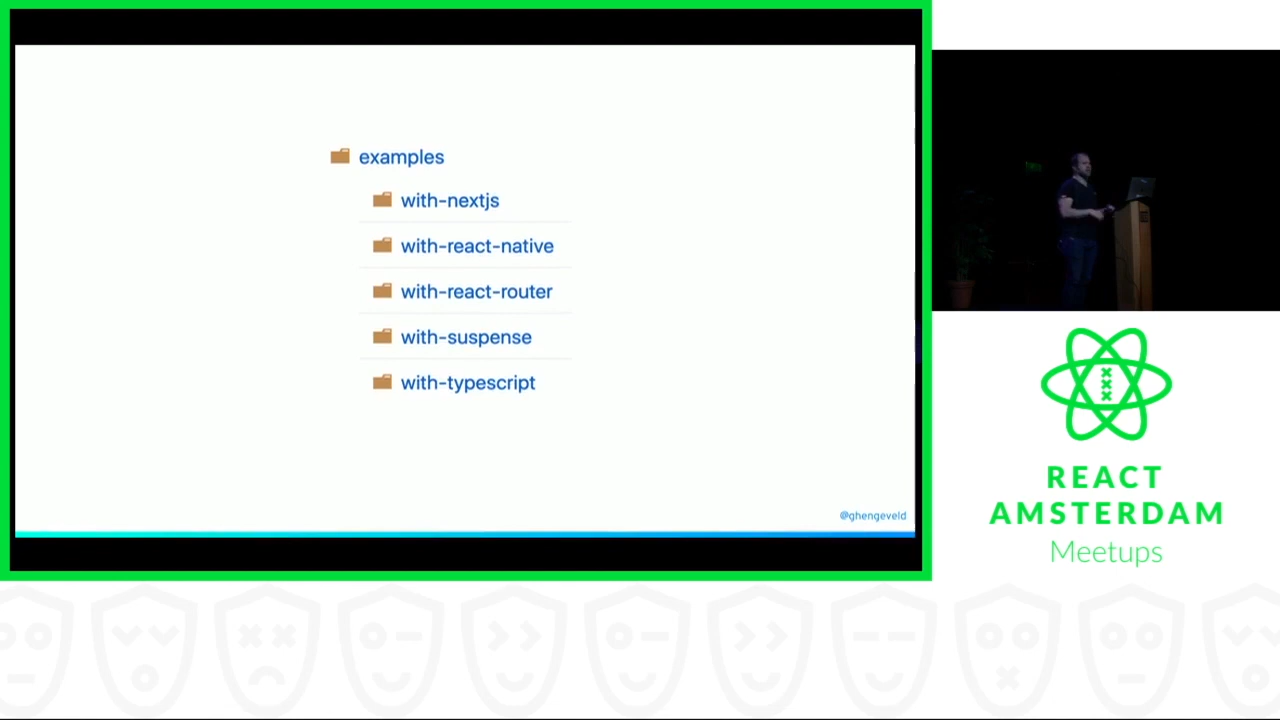 examples
with-nextjs
with-react-native
with-react-router
with-suspense
with-typescript
@ghengeveld
REACT
AMSTERDAM
Meetups